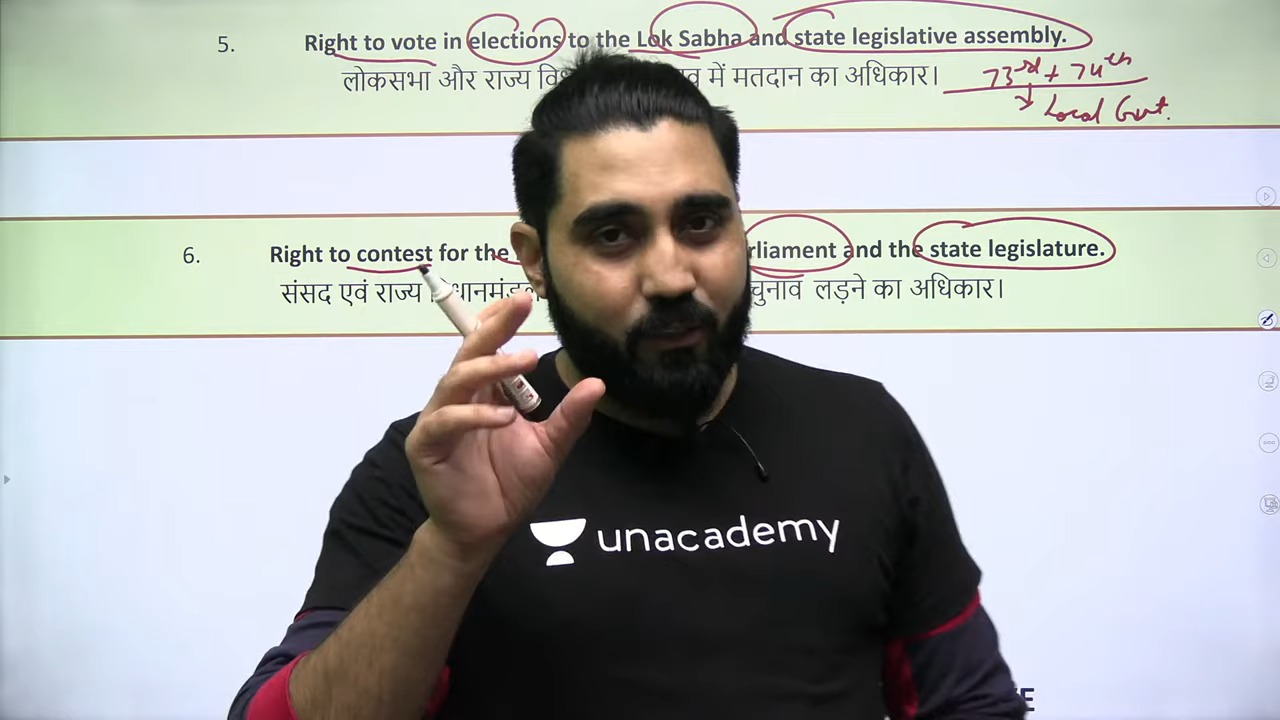 5. Right to vote in elections to the Lok Sabha and state legislative assembly.
लोकसभा और राज्य में मतदान का अधिकार।
73rd + 74th
Local Govt.
6. Right to contest for the and the state legislature.
संसद एवं राज्य चुनाव लड़ने का अधिकार।
unacademy